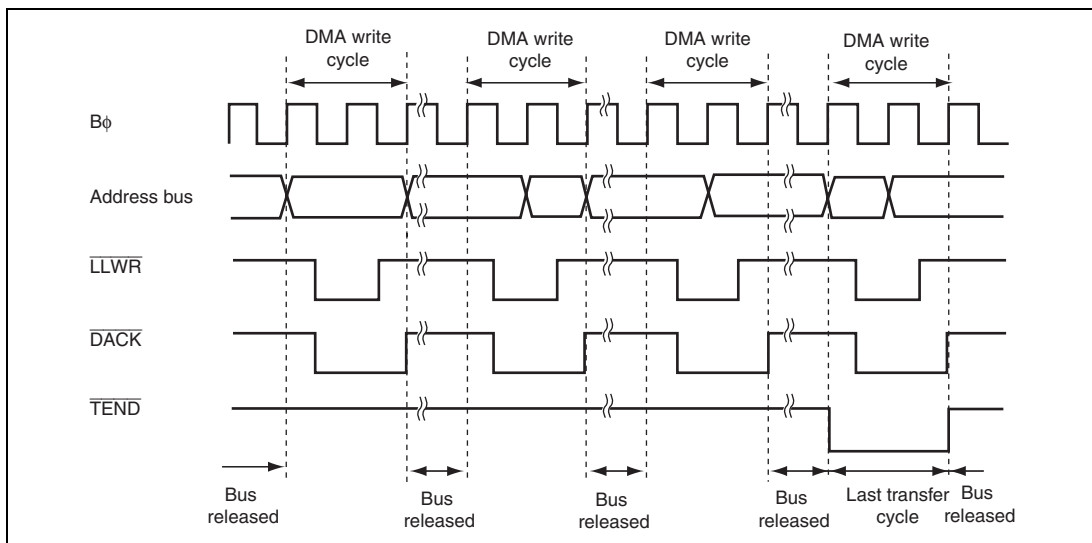 DMA write
cycle
DMA write
cycle
DMA write
cycle
DMA write
cycle
Bϕ
Address bus
LLWR
DACK
TEND
Bus
released
Bus
released
Bus
released
Bus
released
Last transfer
cycle
Bus
released